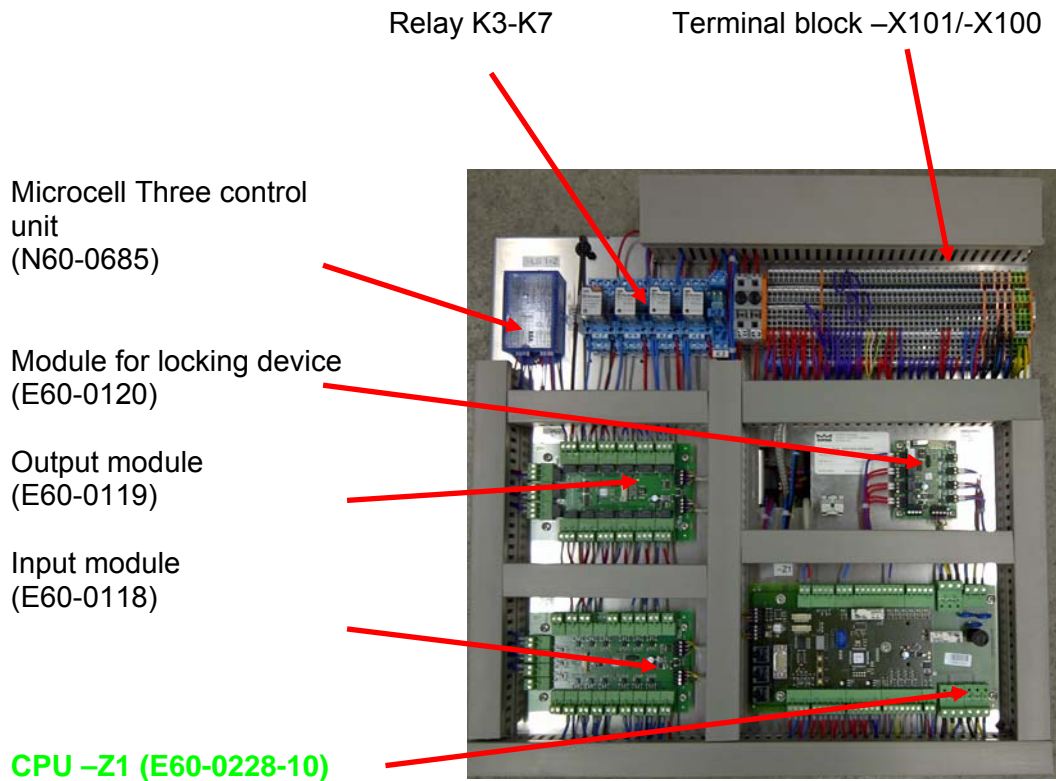 Relay K3-K7
Terminal block –X101/-X100
Microcell Three control
unit
(N60-0685)
Module for locking device
(E60-0120)
Output module
(E60-0119)
Input module
(E60-0118)
–Z1
CPU –Z1 (E60-0228-10)